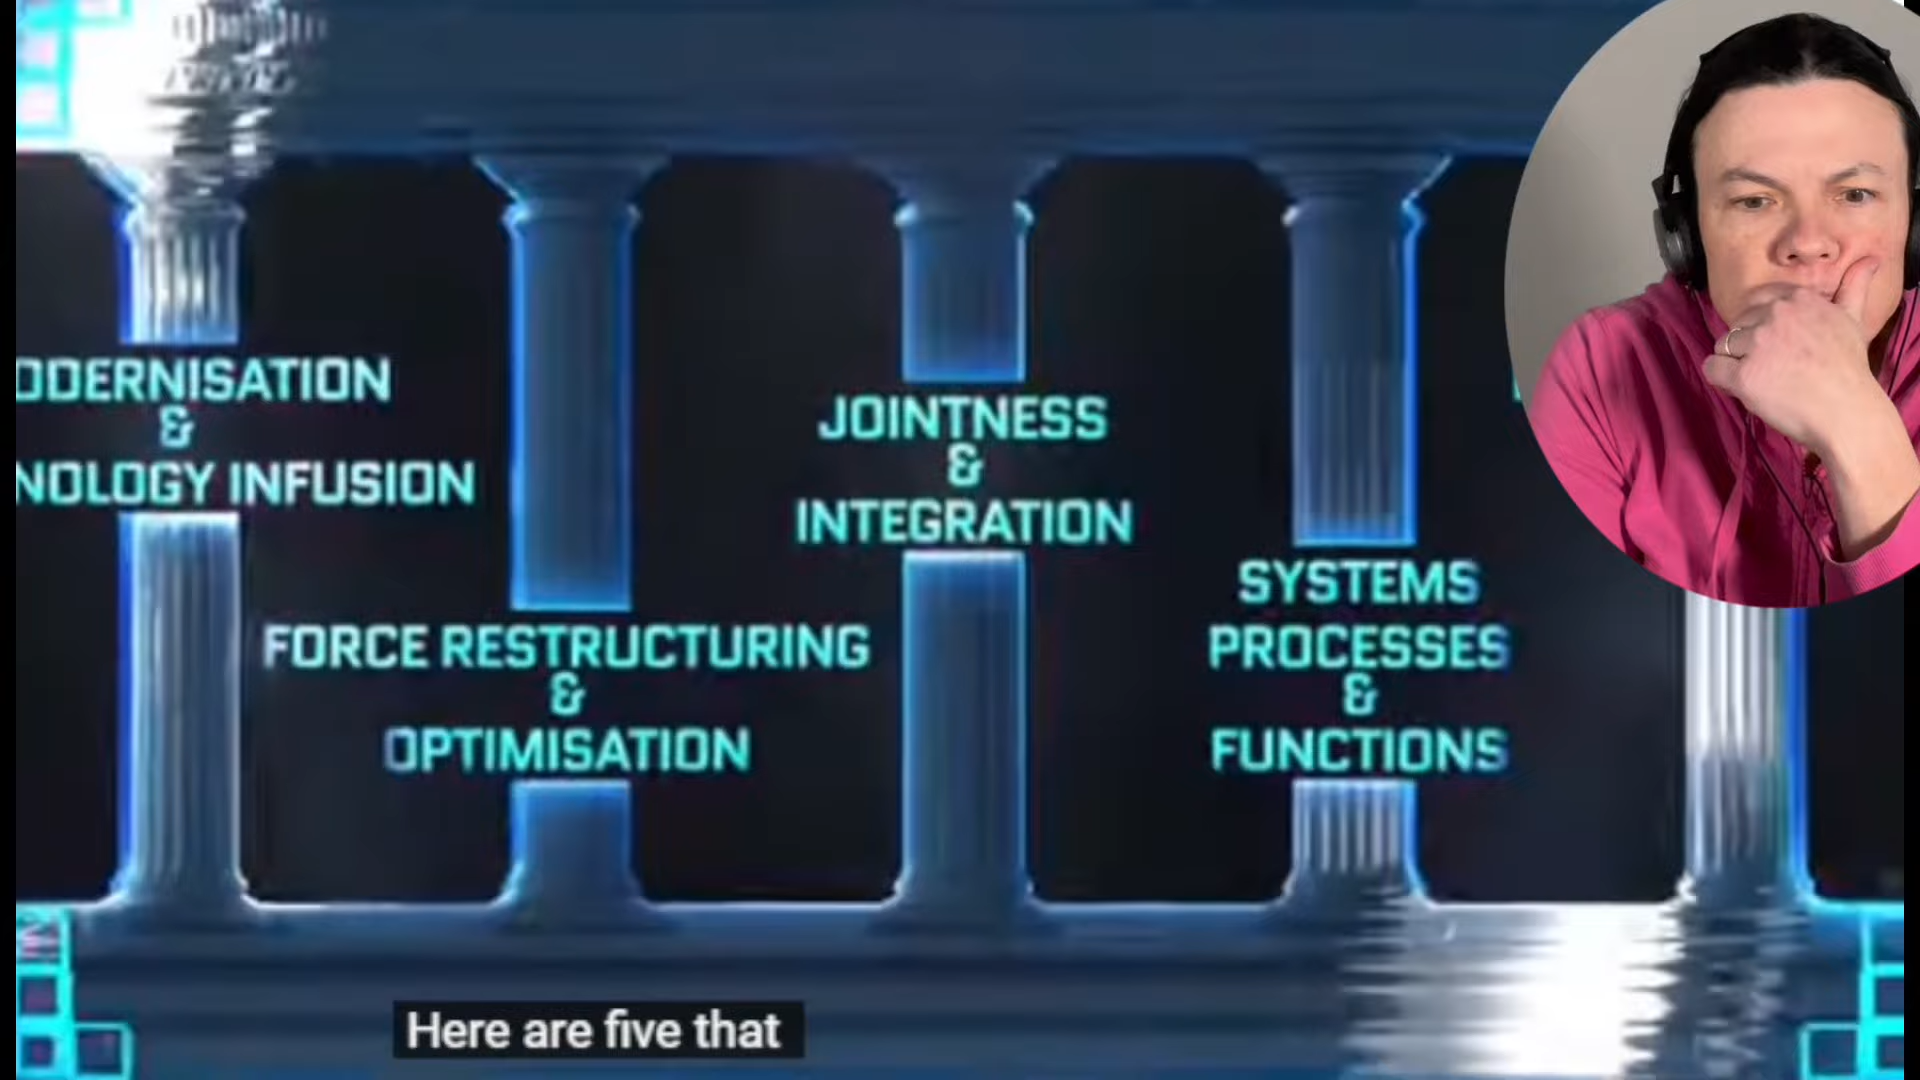 ODERNISATION
&
NOLOGY INFUSION
FORCE RESTRUCTURING
&
OPTIMISATION
JOINTNESS
&
INTEGRATION
SYSTEMS
PROCESSES
&
FUNCTIONS
Here are five that